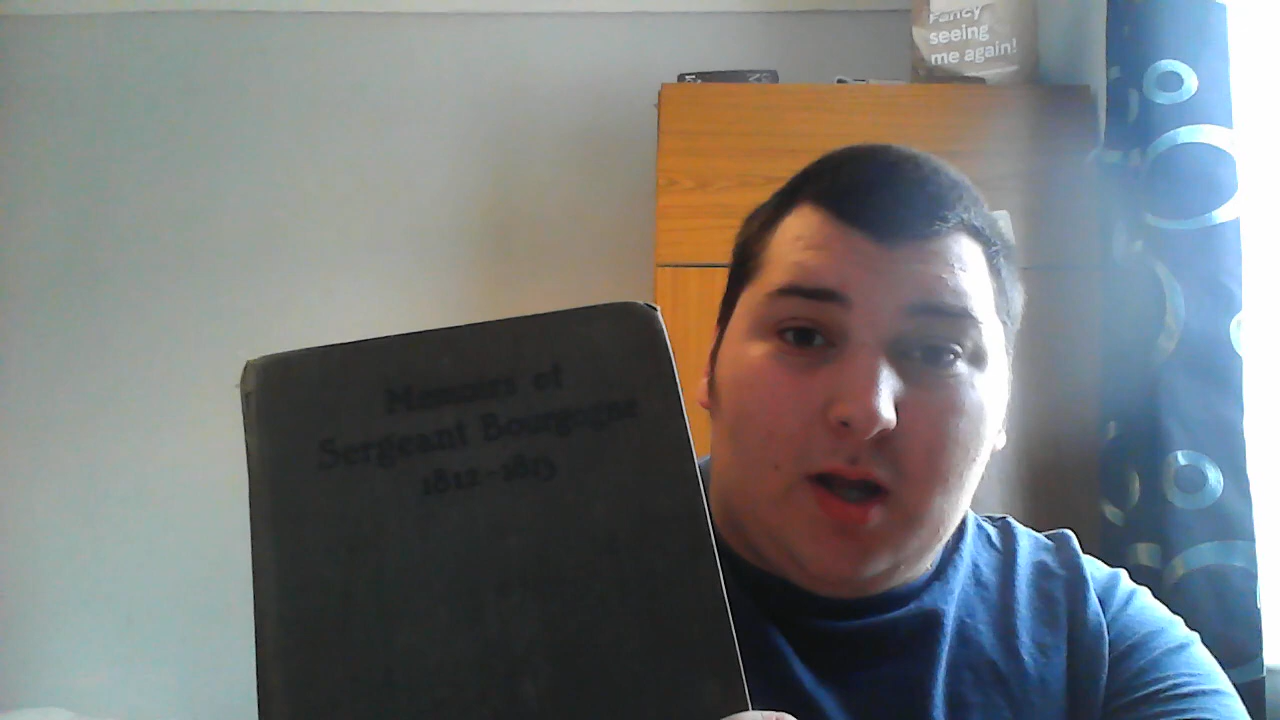 Fancy
seeing
me again!
Memoirs of
Sergeant Bourgogne
1812-1813